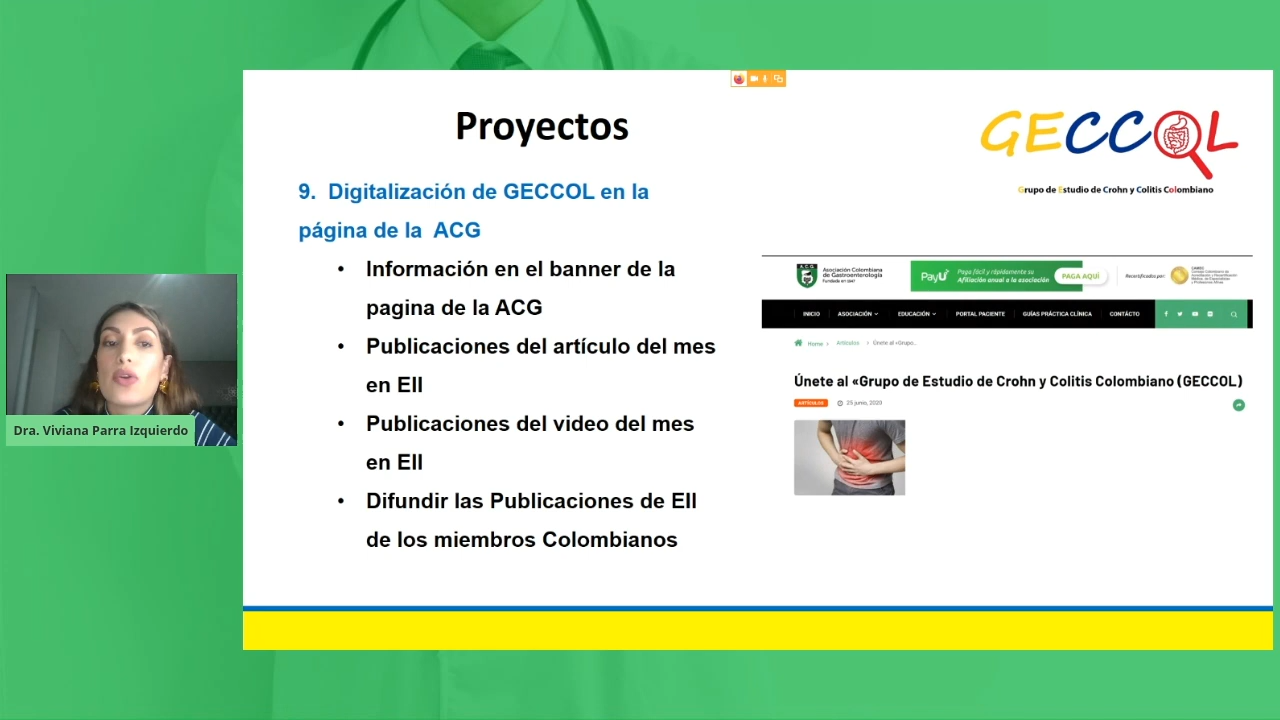 Proyectos
GECCOL
Grupo de Estudio de Crohn y Colitis Colombiano
9. Digitalización de GECCOL en la
página de la ACG
• Información en el banner de la
pagina de la ACG
• Publicaciones del artículo del mes
en EII
• Publicaciones del video del mes
en EII
• Difundir las Publicaciones de EII
de los miembros Colombianos
A.C.G
Asociación Colombiana
de Gastroenterología
Fundada en 1947
PayU
Paga fácil y rápidamente su
Afiliación anual a la asociación
PAGA AQUÍ
Recertificados por:
INICIO ASOCIACIÓN EDUCACIÓN PORTAL PACIENTE GUÍAS PRÁCTICA CLÍNICA CONTÁCTO
Home > Artículos > Únete al «Grupo...
Únete al «Grupo de Estudio de Crohn y Colitis Colombiano (GECCOL)
ARTÍCULOS 25 junio, 2020
Dra. Viviana Parra Izquierdo